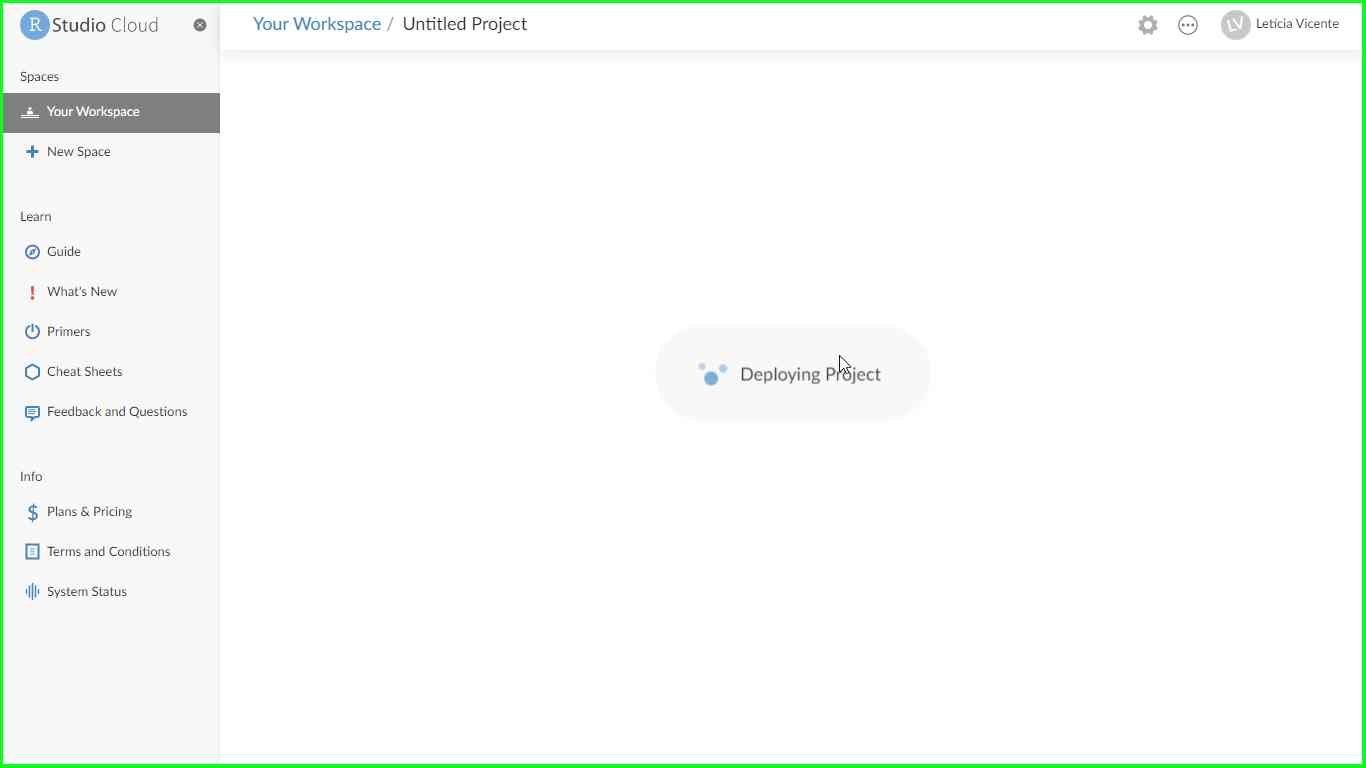 R Studio Cloud
Your Workspace / Untitled Project
LV Letícia Vicente
Spaces
Your Workspace
New Space
Learn
Guide
What's New
Primers
Cheat Sheets
Feedback and Questions
Info
Plans & Pricing
Terms and Conditions
System Status
Deploying Project